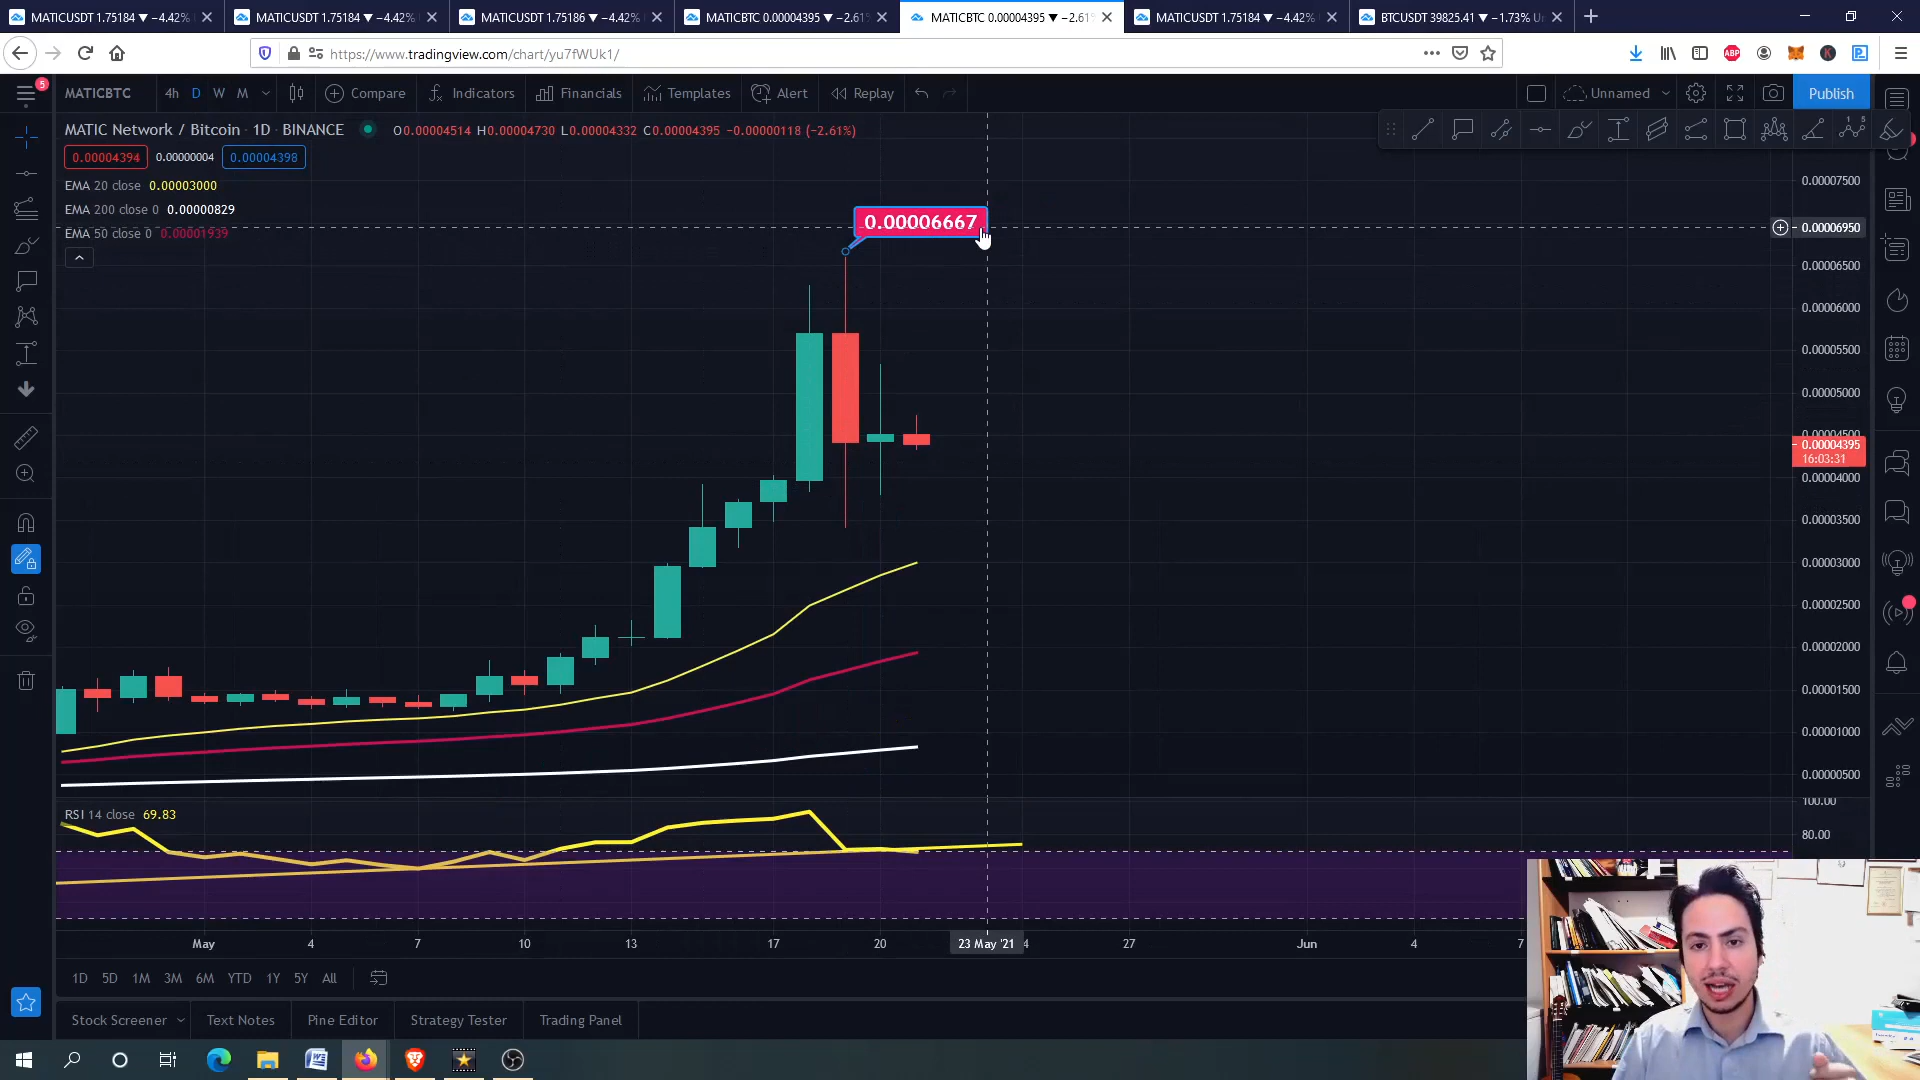 MATICUSDT 1.75184 ▼ −4.42%
MATICUSDT 1.75184 ▼ −4.42%
MATICUSDT 1.75186 ▼ −4.42%
MATICBTC 0.00004395 ▼ −2.61%
MATICBTC 0.00004395 ▼ −2.61
MATICUSDT 1.75184 ▼ −4.42%
BTCUSDT 39825.41 ▼ −1.73% U
https://www.tradingview.com/chart/yu7fWUk1/
ABP
5
MATICBTC
4h
D
W
M
Compare
Indicators
Financials
Templates
Alert
Replay
Unnamed
Publish
MATIC Network / Bitcoin · 1D · BINANCE
O0.00004514 H0.00004730 L0.00004332 C0.00004395 −0.00000118 (−2.61%)
0.00004394
0.00000004
0.00004398
EMA 20 close 0.00003000
EMA 200 close 0 0.00000829
EMA 50 close 0 0.00001939
0.00006667
0.00007500
0.00006950
0.00006500
0.00006000
0.00005500
0.00005000
0.00004500
0.00004395
16:03:31
0.00004000
0.00003500
0.00003000
0.00002500
0.00002000
0.00001500
0.00001000
0.00000500
RSI 14 close 69.83
100.00
80.00
May
4
7
10
13
17
20
23 May '21
4
27
Jun
4
7
1D
5D
1M
3M
6M
YTD
1Y
5Y
All
Stock Screener
Text Notes
Pine Editor
Strategy Tester
Trading Panel